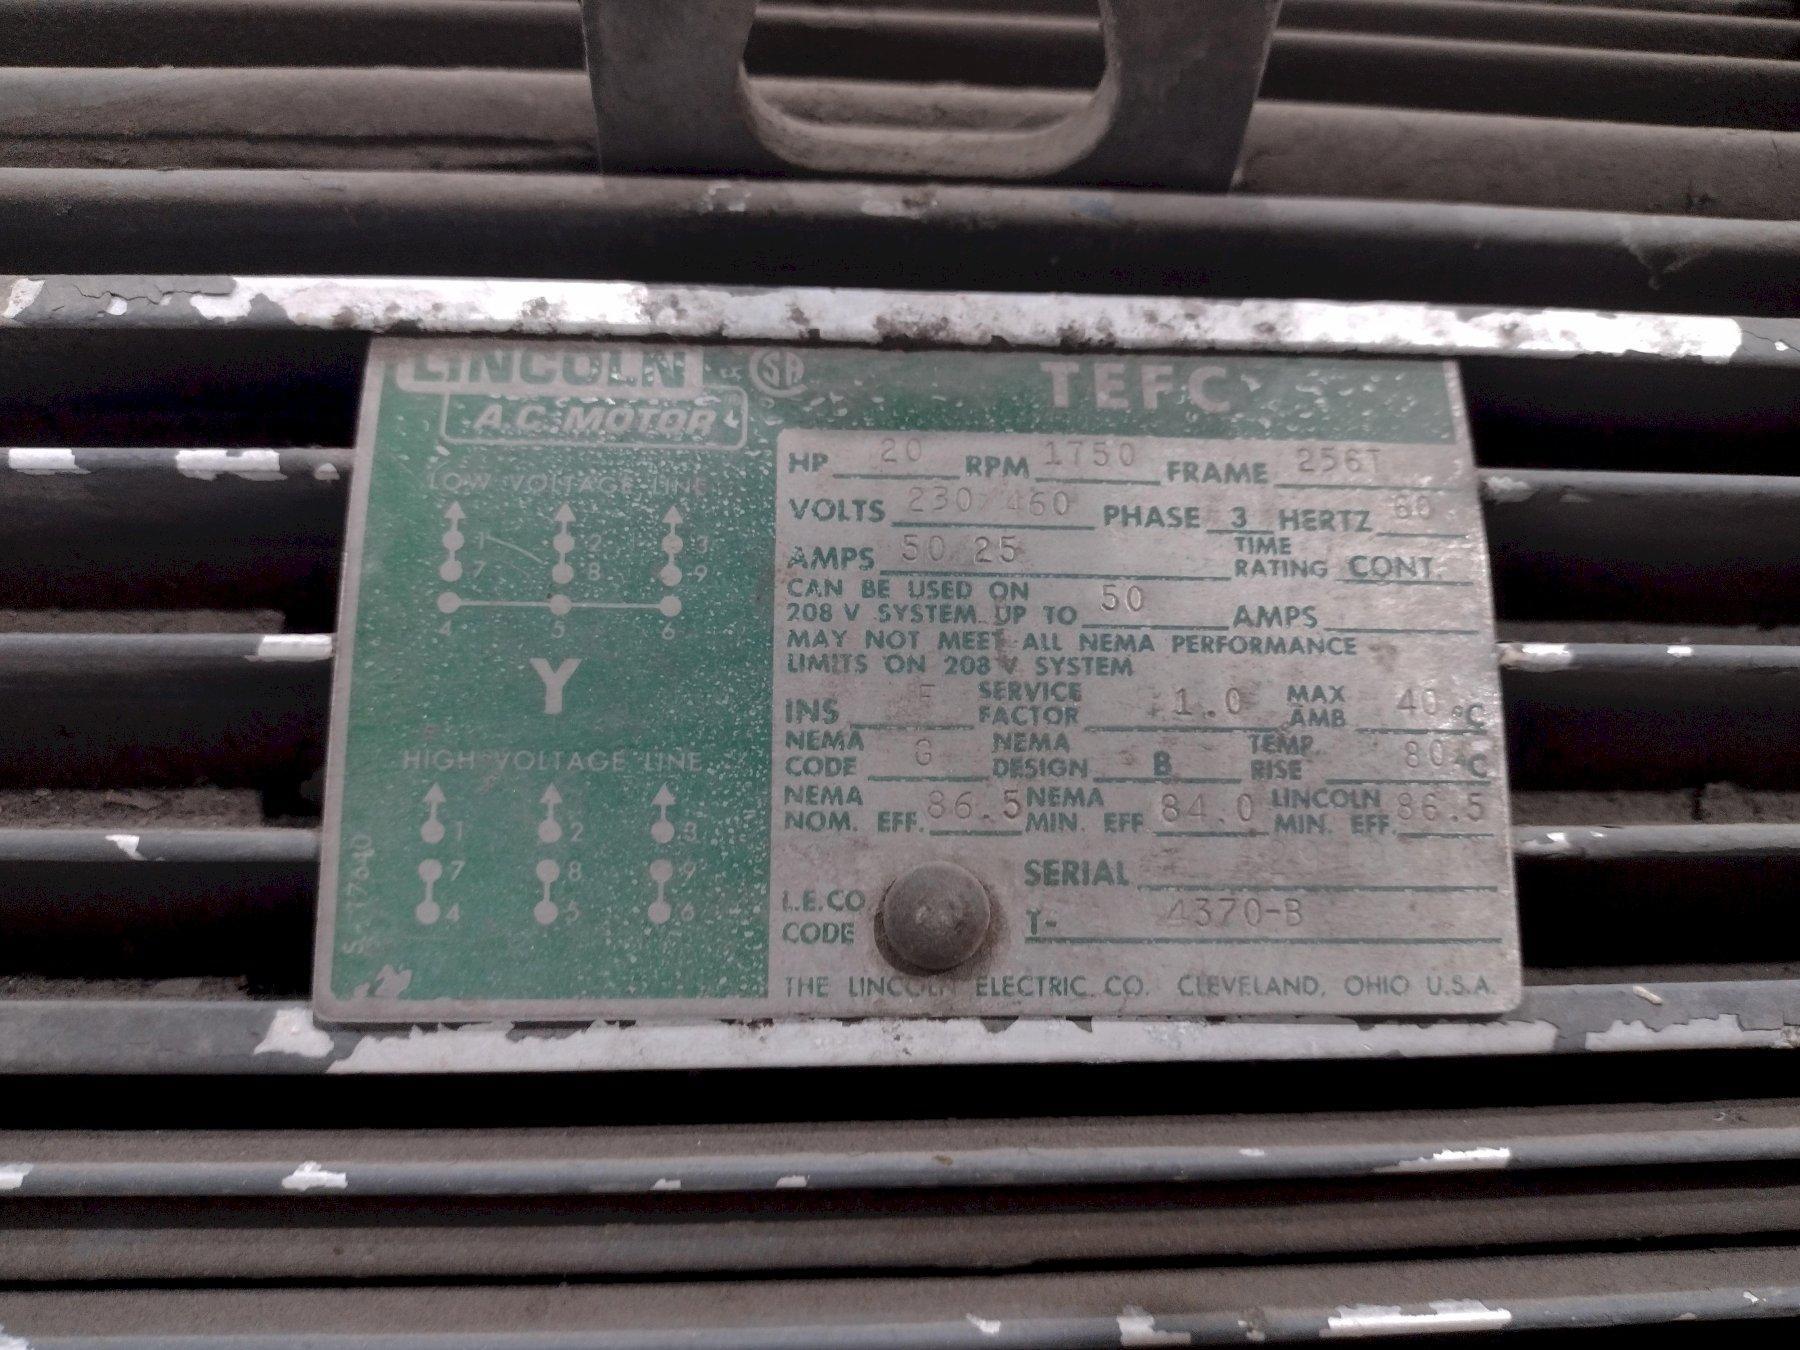 LINCOLN
A.C. MOTOR
SA
TEFC
LOW VOLTAGE LINE
1 2 3
7 8 9
4 5 6
Y
HIGH VOLTAGE LINE
1 2 3
7 8 9
4 5 6
S-17640
HP 20 RPM 1750 FRAME 256T
VOLTS 230/460 PHASE 3 HERTZ 60
AMPS 50/25 TIME RATING CONT.
CAN BE USED ON
208 V SYSTEM UP TO 50 AMPS
MAY NOT MEET ALL NEMA PERFORMANCE
LIMITS ON 208 V SYSTEM
INS F SERVICE FACTOR 1.0 MAX AMB 40 °C
NEMA CODE G NEMA DESIGN B TEMP. RISE 80 °C
NEMA NOM. EFF. 86.5 NEMA MIN. EFF 84.0 LINCOLN MIN. EFF. 86.5
SERIAL
L.E.CO. CODE T- 4370-B
THE LINCOLN ELECTRIC CO. CLEVELAND, OHIO U.S.A.